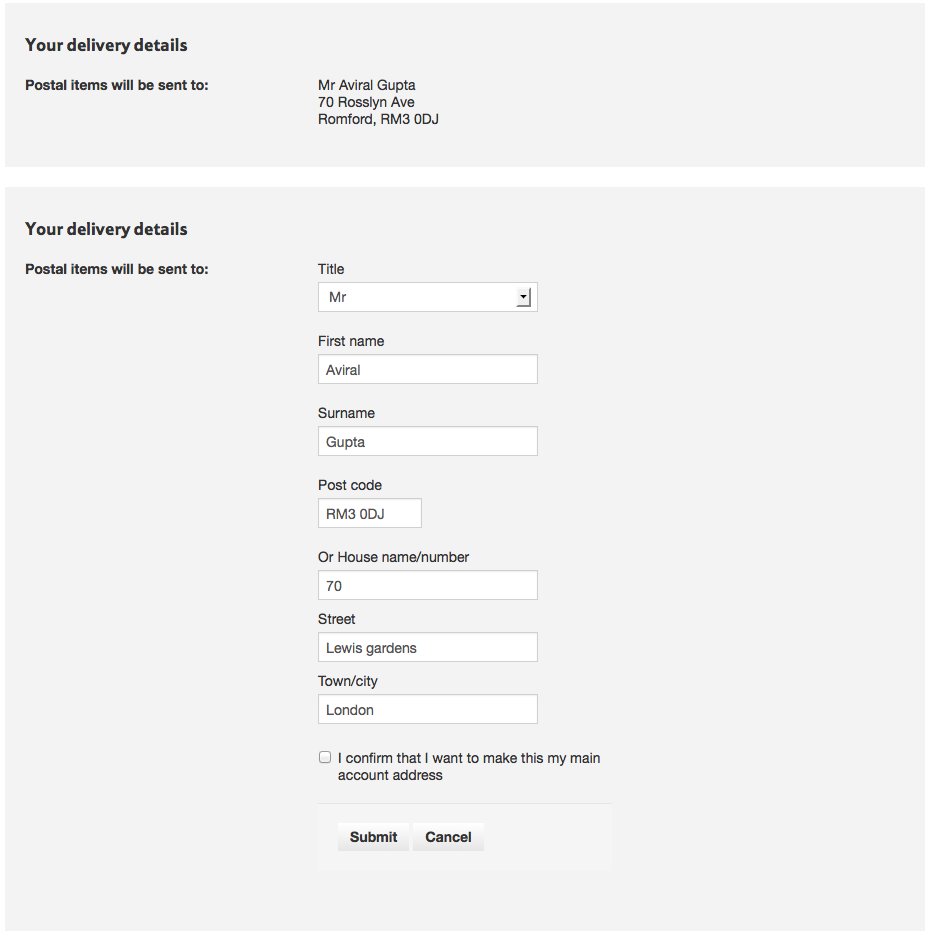 Your delivery details
Postal items will be sent to:
Mr Aviral Gupta
70 Rosslyn Ave
Romford, RM3 0DJ
Your delivery details
Postal items will be sent to:
Title
Mr
First name
Aviral
Surname
Gupta
Post code
RM3 0DJ
Or House name/number
70
Street
Lewis gardens
Town/city
London
I confirm that I want to make this my main
account address
Submit Cancel